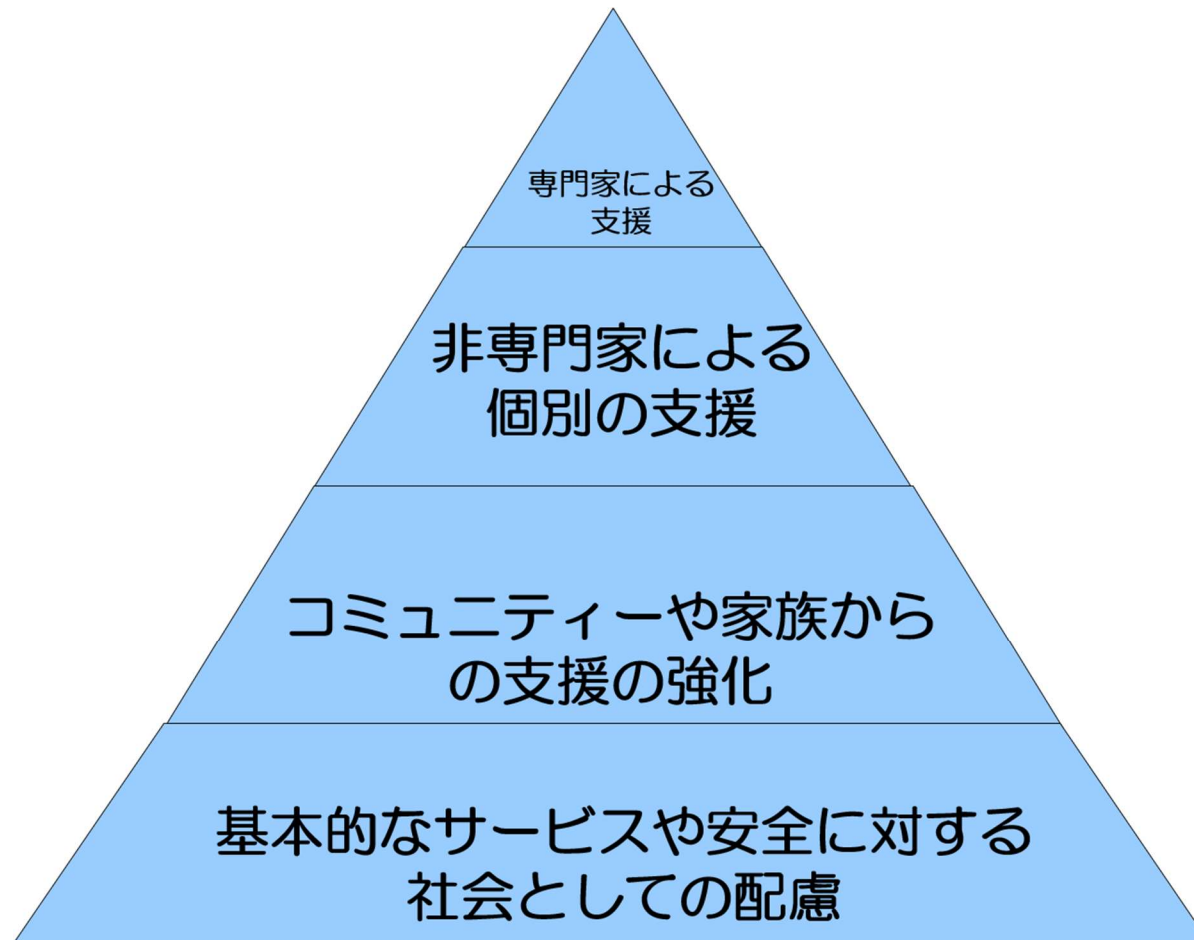 専門家による
支援
非専門家による
個別の支援
コミュニティーや家族から
の支援の強化
基本的なサービスや安全に対する
社会としての配慮